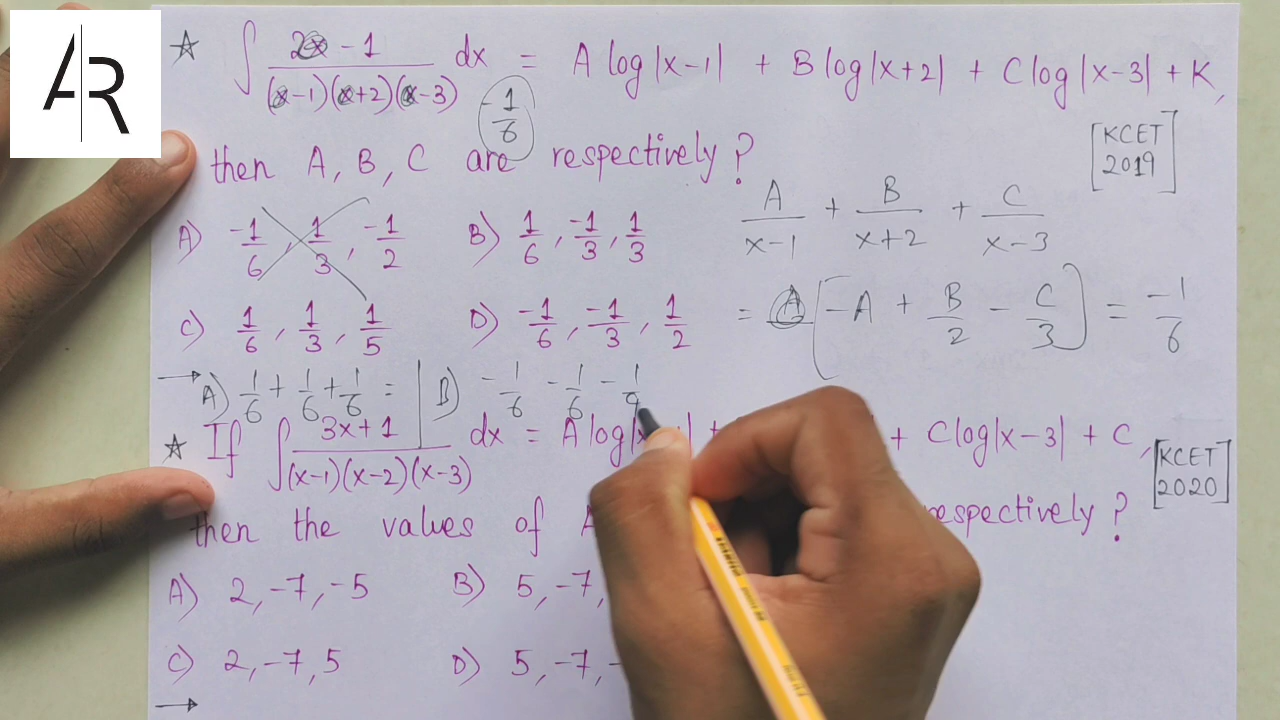 AR
☆ ∫ (2x - 1)/((x-1)(x+2)(x-3)) dx = A log|x-1| + B log|x+2| + C log|x-3| + K,
-1/6
then A, B, C are respectively?
[KCET 2019]
A) -1/6, 1/3, -1/2 B) 1/6, -1/3, 1/3
C) 1/6, 1/3, 1/5 D) -1/6, -1/3, 1/2
A/(x-1) + B/(x+2) + C/(x-3)
= [-A + B/2 - C/3] = -1/6
→ A) 1/6 + 1/6 + 1/6 = | B) -1/6 - 1/6 - 1/9
☆ If ∫ (3x+1)/((x-1)(x-2)(x-3)) dx = A log + C log|x-3| + C,
[KCET 2020]
then the values of A respectively?
A) 2, -7, -5 B) 5, -7,
C) 2, -7, 5 D) 5, -7, -
→